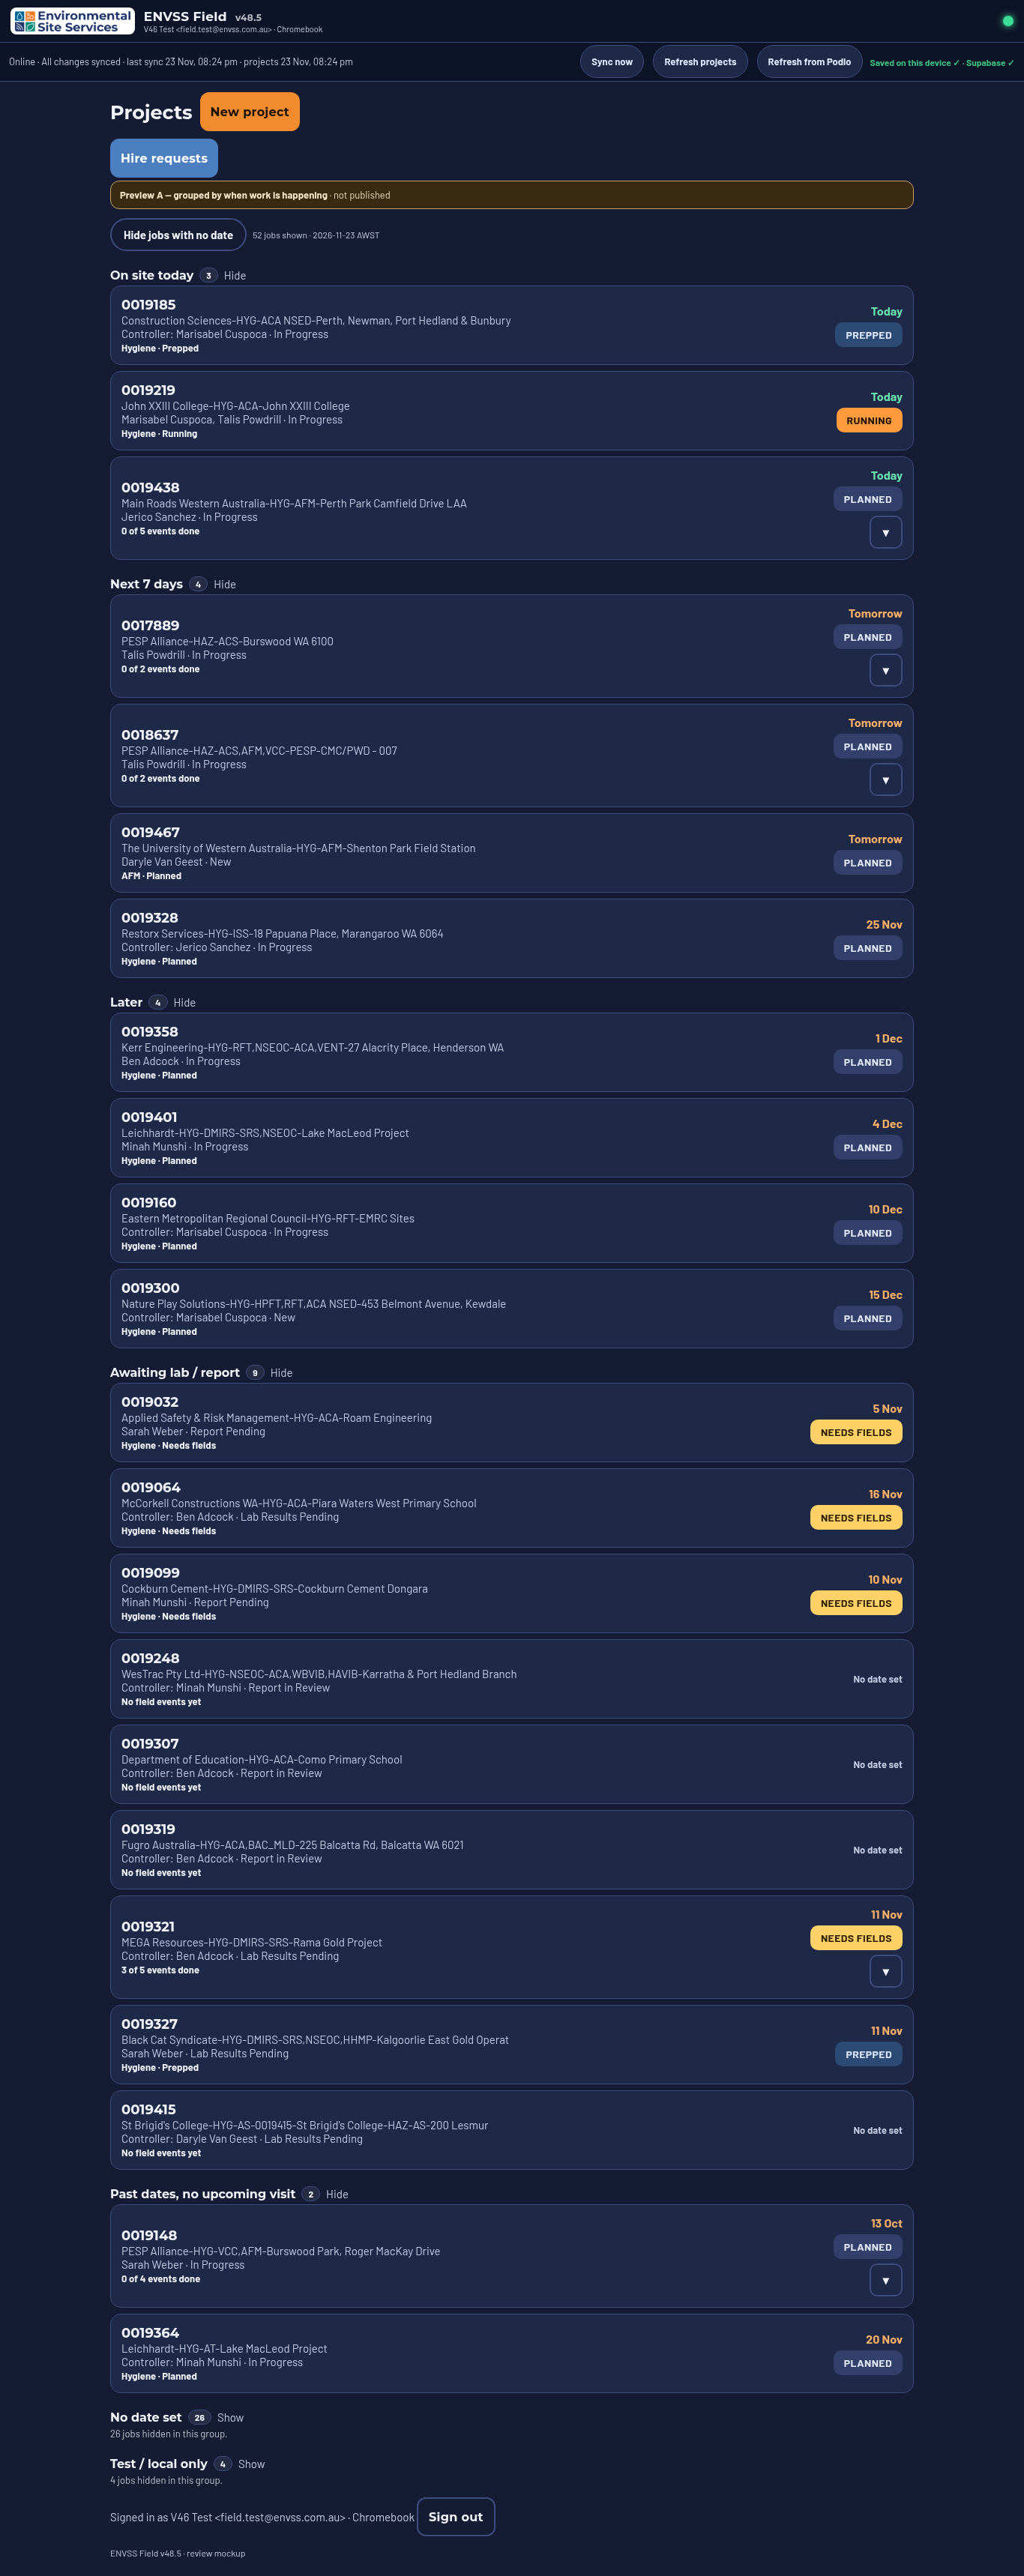 Environmental
Site Services
ENVSS Field v48.5
V46 Test <field.test@envss.com.au> · Chromebook
Online · All changes synced · last sync 23 Nov, 08:24 pm · projects 23 Nov, 08:24 pm
Sync now
Refresh projects
Refresh from Podio
Saved on this device ✓ · Supabase ✓
Projects
New project
Hire requests
Preview A — grouped by when work is happening · not published
Hide jobs with no date
52 jobs shown · 2026-11-23 AWST
On site today 3 Hide
0019185
Construction Sciences-HYG-ACA NSED-Perth, Newman, Port Hedland & Bunbury
Controller: Marisabel Cuspoca · In Progress
Hygiene · Prepped
Today
PREPPED
0019219
John XXIII College-HYG-ACA-John XXIII College
Marisabel Cuspoca, Talis Powdrill · In Progress
Hygiene · Running
Today
RUNNING
0019438
Main Roads Western Australia-HYG-AFM-Perth Park Camfield Drive LAA
Jerico Sanchez · In Progress
0 of 5 events done
Today
PLANNED
▼
Next 7 days 4 Hide
0017889
PESP Alliance-HAZ-ACS-Burswood WA 6100
Talis Powdrill · In Progress
0 of 2 events done
Tomorrow
PLANNED
▼
0018637
PESP Alliance-HAZ-ACS,AFM,VCC-PESP-CMC/PWD - 007
Talis Powdrill · In Progress
0 of 2 events done
Tomorrow
PLANNED
▼
0019467
The University of Western Australia-HYG-AFM-Shenton Park Field Station
Daryle Van Geest · New
AFM · Planned
Tomorrow
PLANNED
0019328
Restorx Services-HYG-ISS-18 Papuana Place, Marangaroo WA 6064
Controller: Jerico Sanchez · In Progress
Hygiene · Planned
25 Nov
PLANNED
Later 4 Hide
0019358
Kerr Engineering-HYG-RFT,NSEOC-ACA,VENT-27 Alacrity Place, Henderson WA
Ben Adcock · In Progress
Hygiene · Planned
1 Dec
PLANNED
0019401
Leichhardt-HYG-DMIRS-SRS,NSEOC-Lake MacLeod Project
Minah Munshi · In Progress
Hygiene · Planned
4 Dec
PLANNED
0019160
Eastern Metropolitan Regional Council-HYG-RFT-EMRC Sites
Controller: Marisabel Cuspoca · In Progress
Hygiene · Planned
10 Dec
PLANNED
0019300
Nature Play Solutions-HYG-HPFT,RFT,ACA NSED-453 Belmont Avenue, Kewdale
Controller: Marisabel Cuspoca · New
Hygiene · Planned
15 Dec
PLANNED
Awaiting lab / report 9 Hide
0019032
Applied Safety & Risk Management-HYG-ACA-Roam Engineering
Sarah Weber · Report Pending
Hygiene · Needs fields
5 Nov
NEEDS FIELDS
0019064
McCorkell Constructions WA-HYG-ACA-Piara Waters West Primary School
Controller: Ben Adcock · Lab Results Pending
Hygiene · Needs fields
16 Nov
NEEDS FIELDS
0019099
Cockburn Cement-HYG-DMIRS-SRS-Cockburn Cement Dongara
Minah Munshi · Report Pending
Hygiene · Needs fields
10 Nov
NEEDS FIELDS
0019248
WesTrac Pty Ltd-HYG-NSEOC-ACA,WBVIB,HAVIB-Karratha & Port Hedland Branch
Controller: Minah Munshi · Report in Review
No field events yet
No date set
0019307
Department of Education-HYG-ACA-Como Primary School
Controller: Ben Adcock · Report in Review
No field events yet
No date set
0019319
Fugro Australia-HYG-ACA,BAC_MLD-225 Balcatta Rd, Balcatta WA 6021
Controller: Ben Adcock · Report in Review
No field events yet
No date set
0019321
MEGA Resources-HYG-DMIRS-SRS-Rama Gold Project
Controller: Ben Adcock · Lab Results Pending
3 of 5 events done
11 Nov
NEEDS FIELDS
▼
0019327
Black Cat Syndicate-HYG-DMIRS-SRS,NSEOC,HHMP-Kalgoorlie East Gold Operat
Sarah Weber · Lab Results Pending
Hygiene · Prepped
11 Nov
PREPPED
0019415
St Brigid's College-HYG-AS-0019415-St Brigid's College-HAZ-AS-200 Lesmur
Controller: Daryle Van Geest · Lab Results Pending
No field events yet
No date set
Past dates, no upcoming visit 2 Hide
0019148
PESP Alliance-HYG-VCC,AFM-Burswood Park, Roger MacKay Drive
Sarah Weber · In Progress
0 of 4 events done
13 Oct
PLANNED
▼
0019364
Leichhardt-HYG-AT-Lake MacLeod Project
Controller: Minah Munshi · In Progress
Hygiene · Planned
20 Nov
PLANNED
No date set 26 Show
26 jobs hidden in this group.
Test / local only 4 Show
4 jobs hidden in this group.
Signed in as V46 Test <field.test@envss.com.au> · Chromebook Sign out
ENVSS Field v48.5 · review mockup